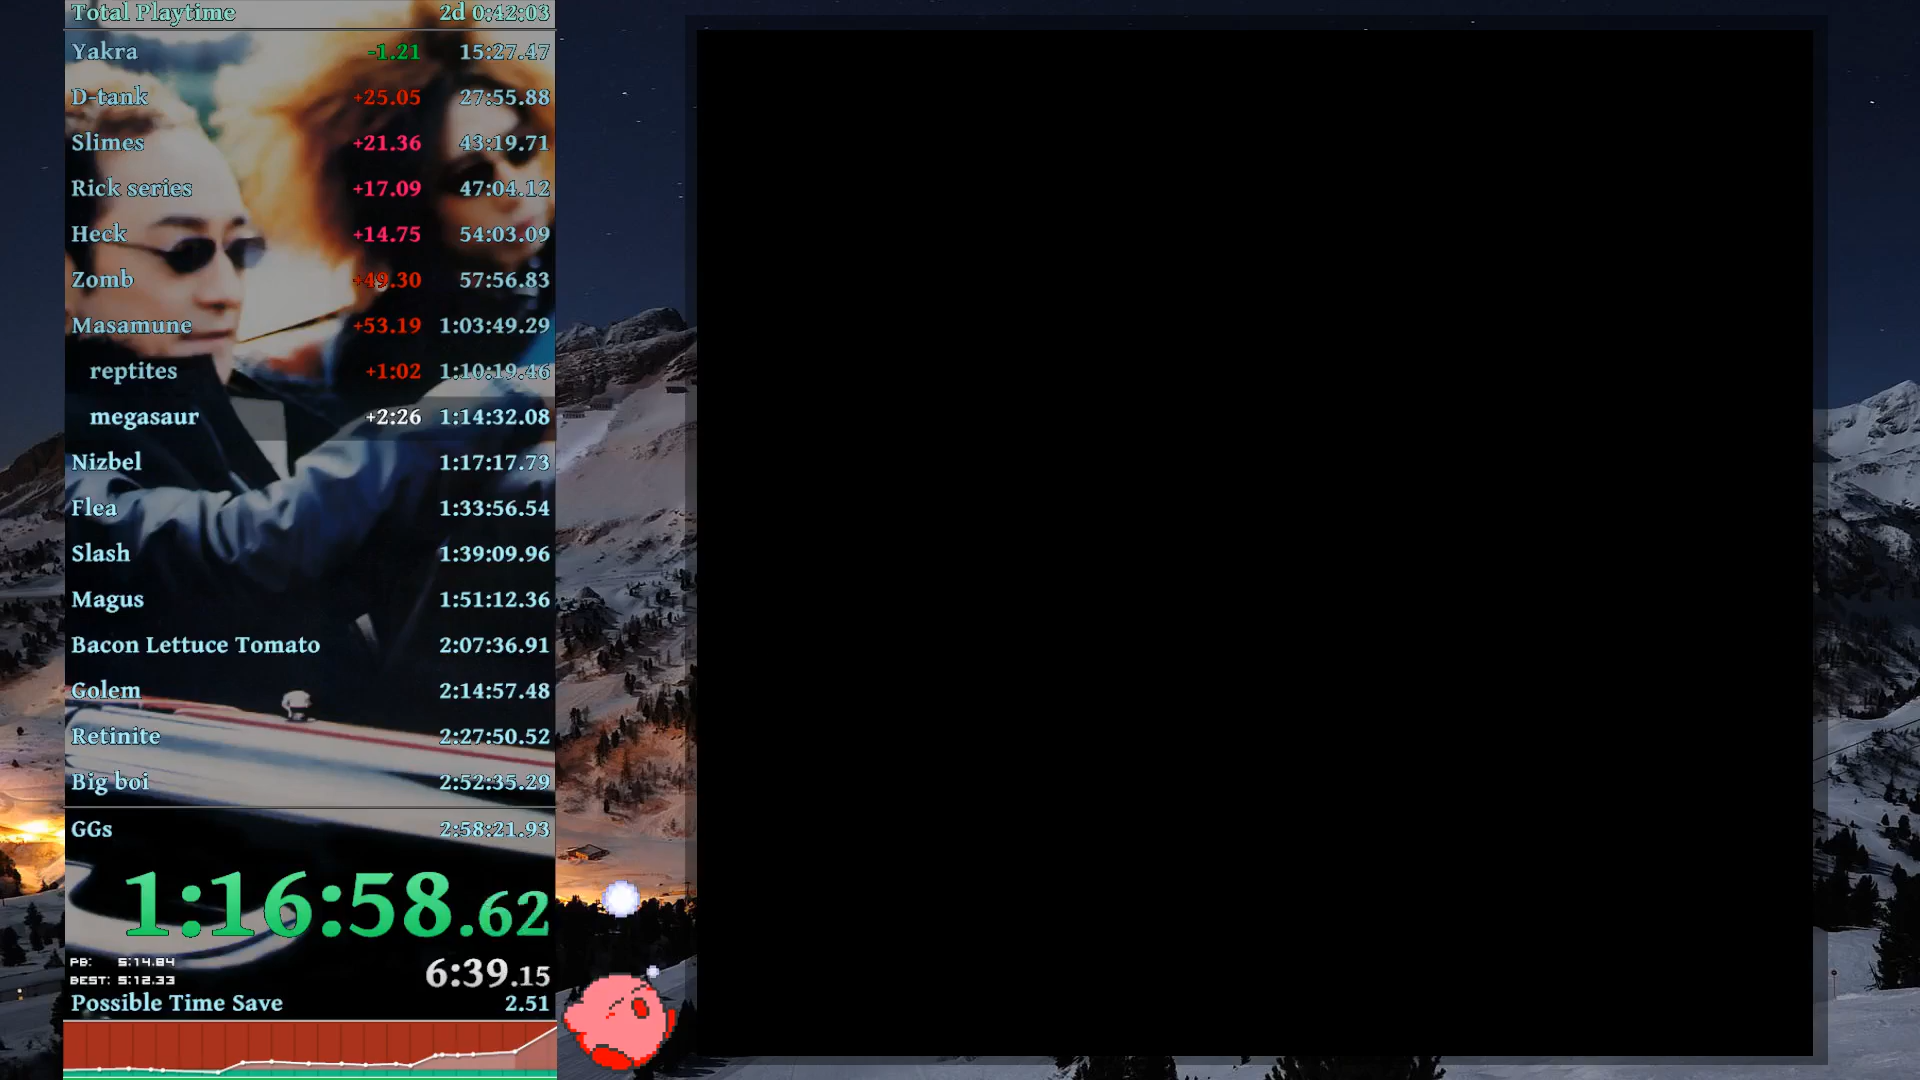 Total Playtime 2d 0:42:03
Yakra -1.21 15:27.47
D-tank +25.05 27:55.88
Slimes +21.36 43:19.71
Rick series +17.09 47:04.12
Heck +14.75 54:03.09
Zomb +49.30 57:56.83
Masamune +53.19 1:03:49.29
reptites +1:02 1:10:19.46
megasaur +2:26 1:14:32.08
Nizbel 1:17:17.73
Flea 1:33:56.54
Slash 1:39:09.96
Magus 1:51:12.36
Bacon Lettuce Tomato 2:07:36.91
Golem 2:14:57.48
Retinite 2:27:50.52
Big boi 2:52:35.29
GGs 2:58:21.93
1:16:58.62
PB: 5:14.84
BEST: 5:12.33
6:39.15
Possible Time Save 2.51